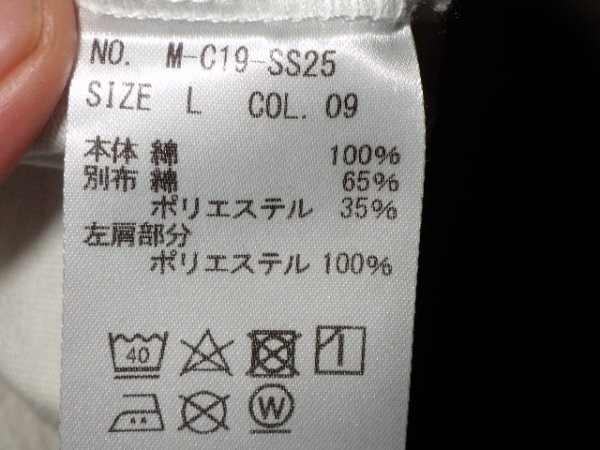 NO. M-C19-SS25
SIZE L COL. 09
本体 綿 100%
別布 綿 65%
ポリエステル 35%
左肩部分
ポリエステル 100%
40
W